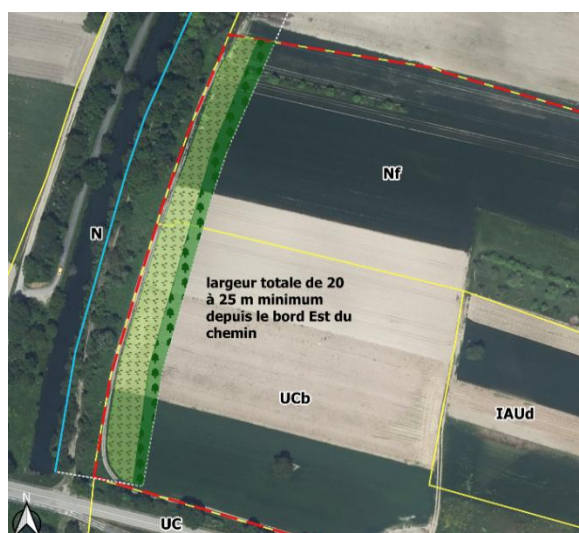 Nf
N
largeur totale de 20
à 25 m minimum
depuis le bord Est du
chemin
UCb
IAUd
N
UC